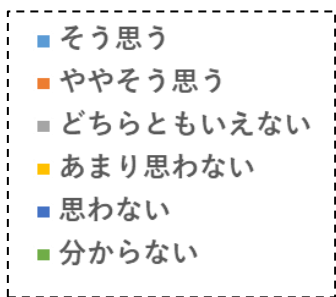 そう思う
ややそう思う
どちらともいえない
あまり思わない
思わない
分からない